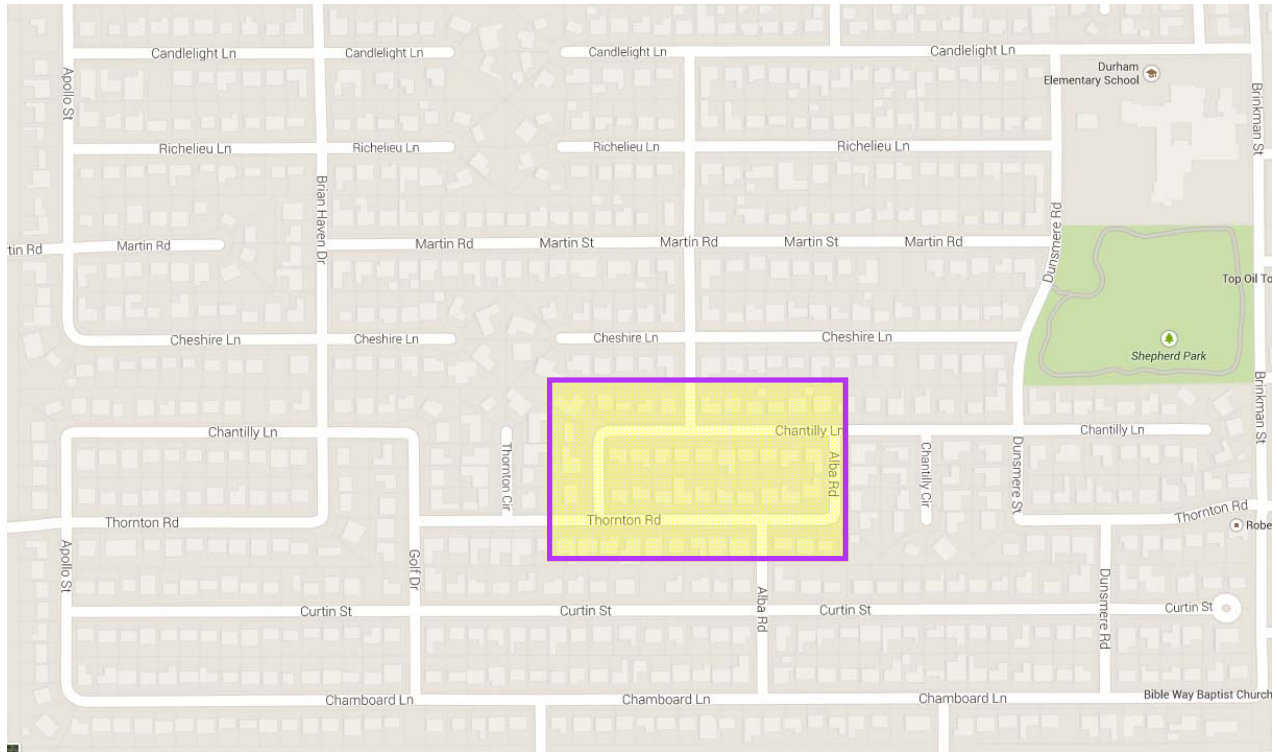 Candlelight Ln
Candlelight Ln
Candlelight Ln
Candlelight Ln
Durham
Elementary School
Apollo St
Brinkman St
Richelieu Ln
Richelieu Ln
Richelieu Ln
Richelieu Ln
Brian Haven Dr
Dunsmere Rd
tin Rd
Martin Rd
Martin Rd
Martin St
Martin Rd
Martin St
Martin Rd
Top Oil To
Cheshire Ln
Cheshire Ln
Cheshire Ln
Cheshire Ln
Shepherd Park
Brinkman St
Chantilly Ln
Chantilly Ln
Chantilly Ln
Thornton Cir
Alba Rd
Chantilly Cir
Dunsmere St
Thornton Rd
Thornton Rd
Thornton Rd
Robe
Apollo St
Golf Dr
Alba Rd
Dunsmere Rd
Curtin St
Curtin St
Curtin St
Curtin St
Chamboard Ln
Chamboard Ln
Chamboard Ln
Bible Way Baptist Church